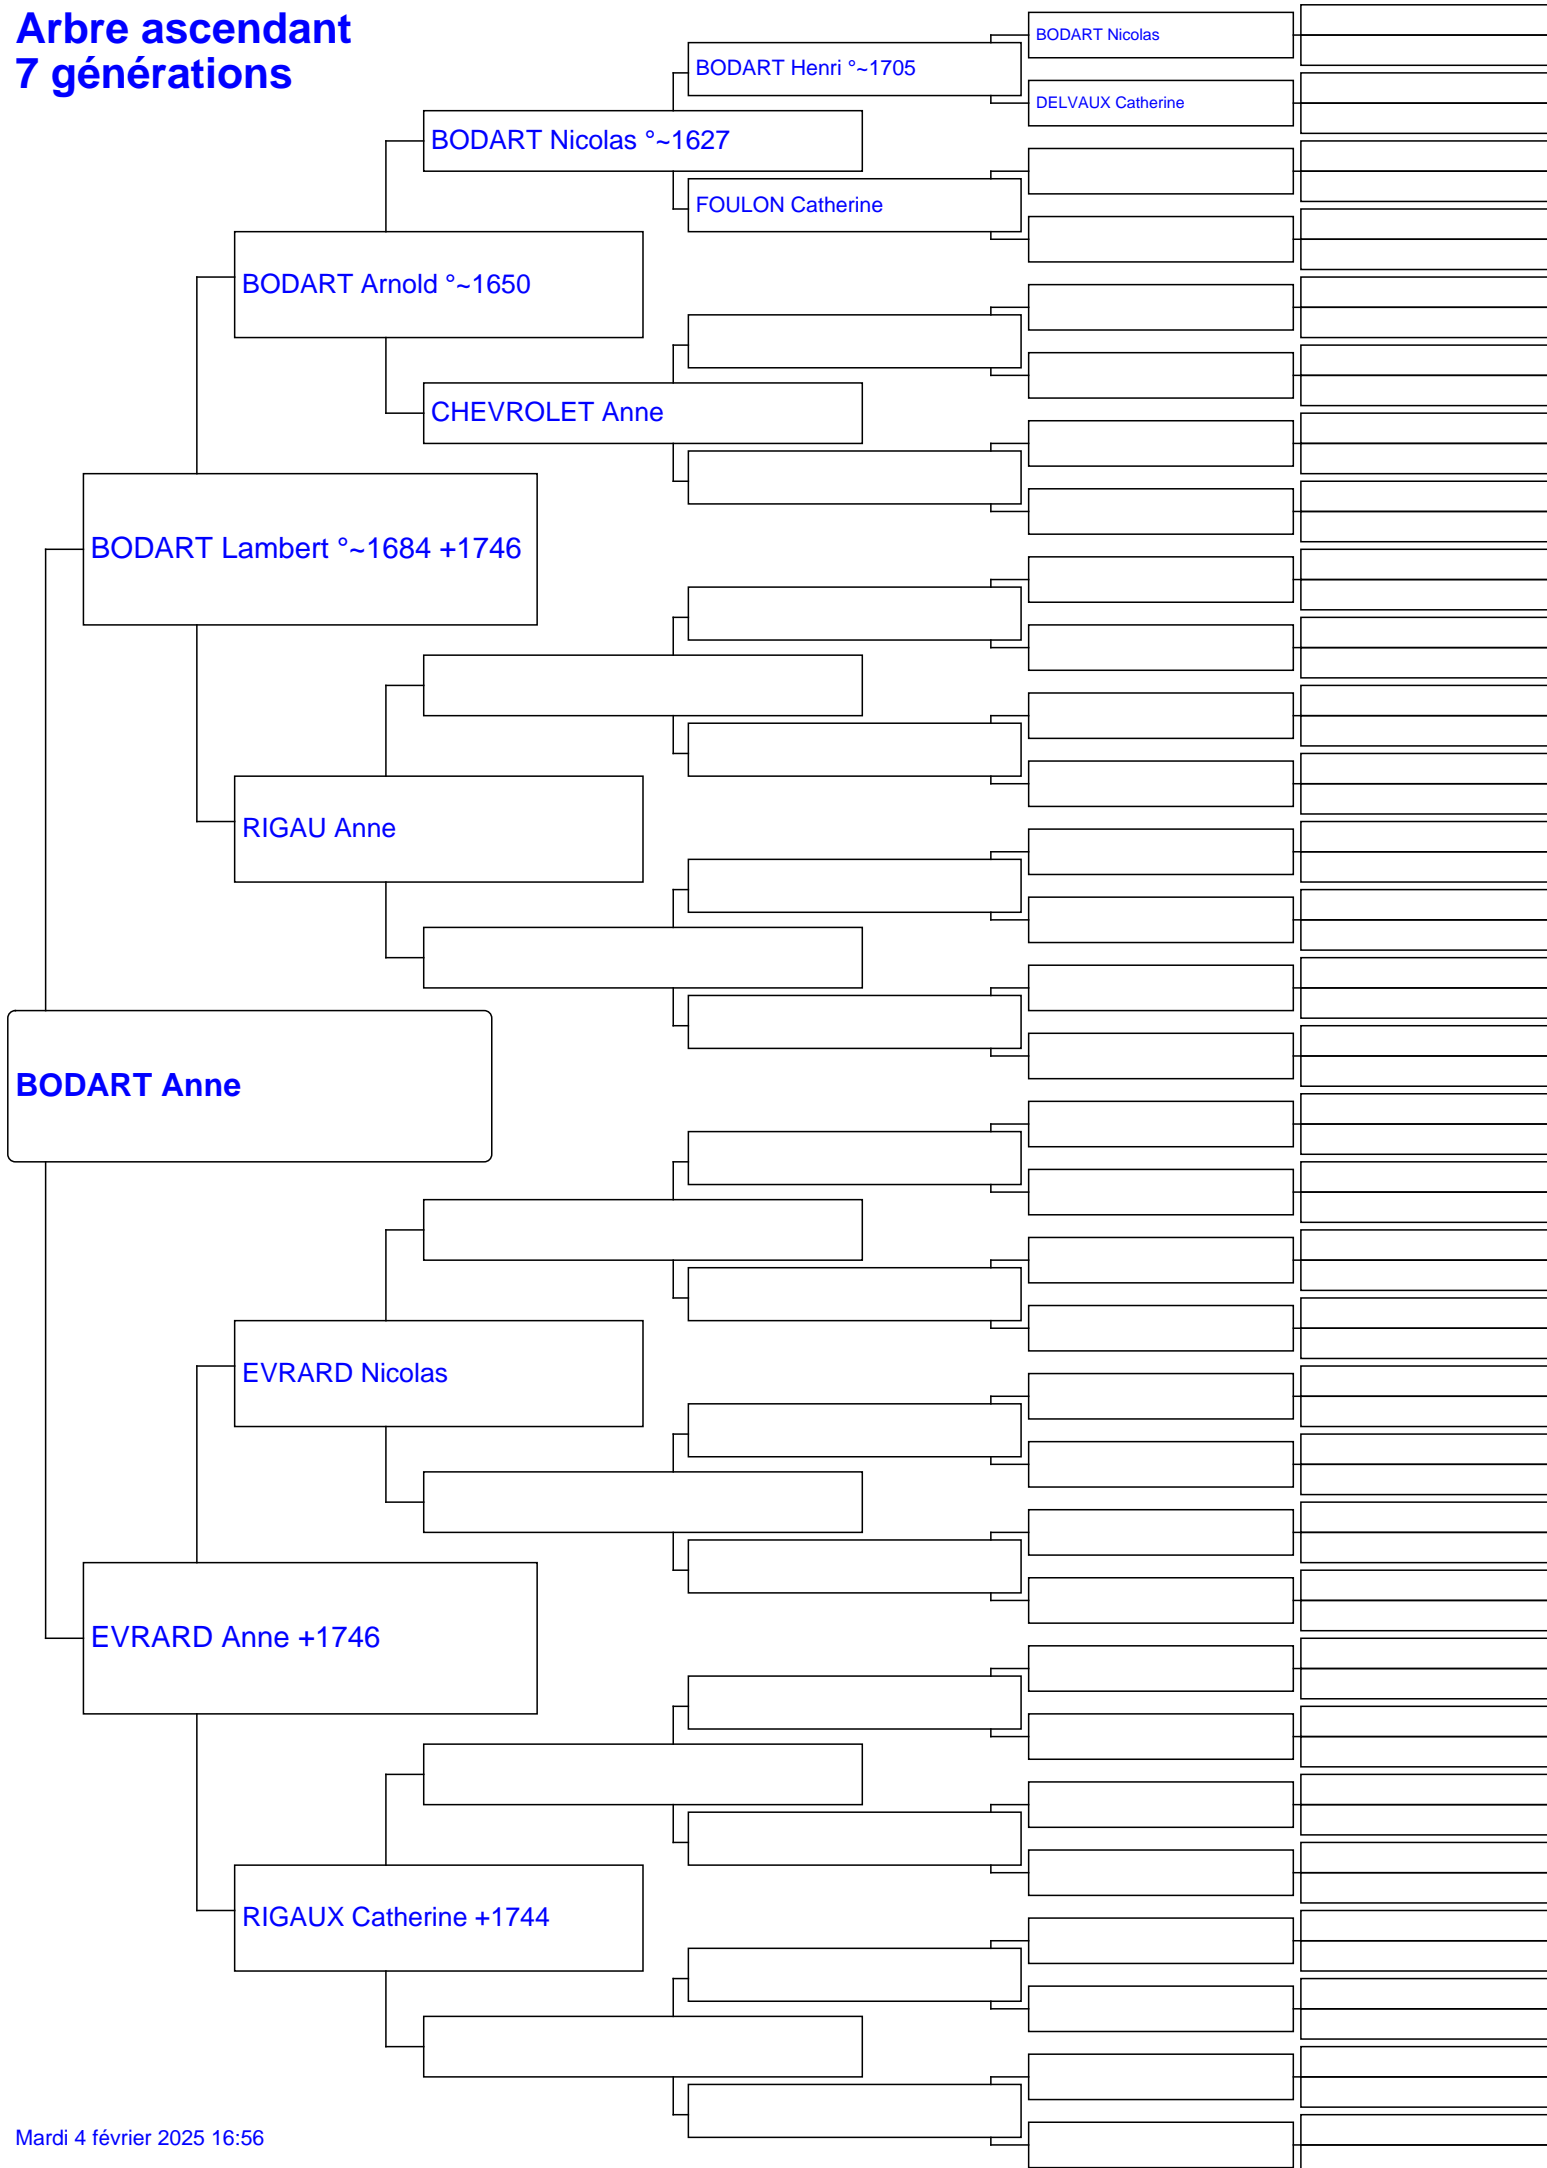 Arbre ascendant
7 générations
BODART Nicolas
BODART Henri °~1705
DELVAUX Catherine
BODART Nicolas °~1627
FOULON Catherine
BODART Arnold °~1650
CHEVROLET Anne
BODART Lambert °~1684 +1746
RIGAU Anne
BODART Anne
EVRARD Nicolas
EVRARD Anne +1746
RIGAUX Catherine +1744
Mardi 4 février 2025 16:56